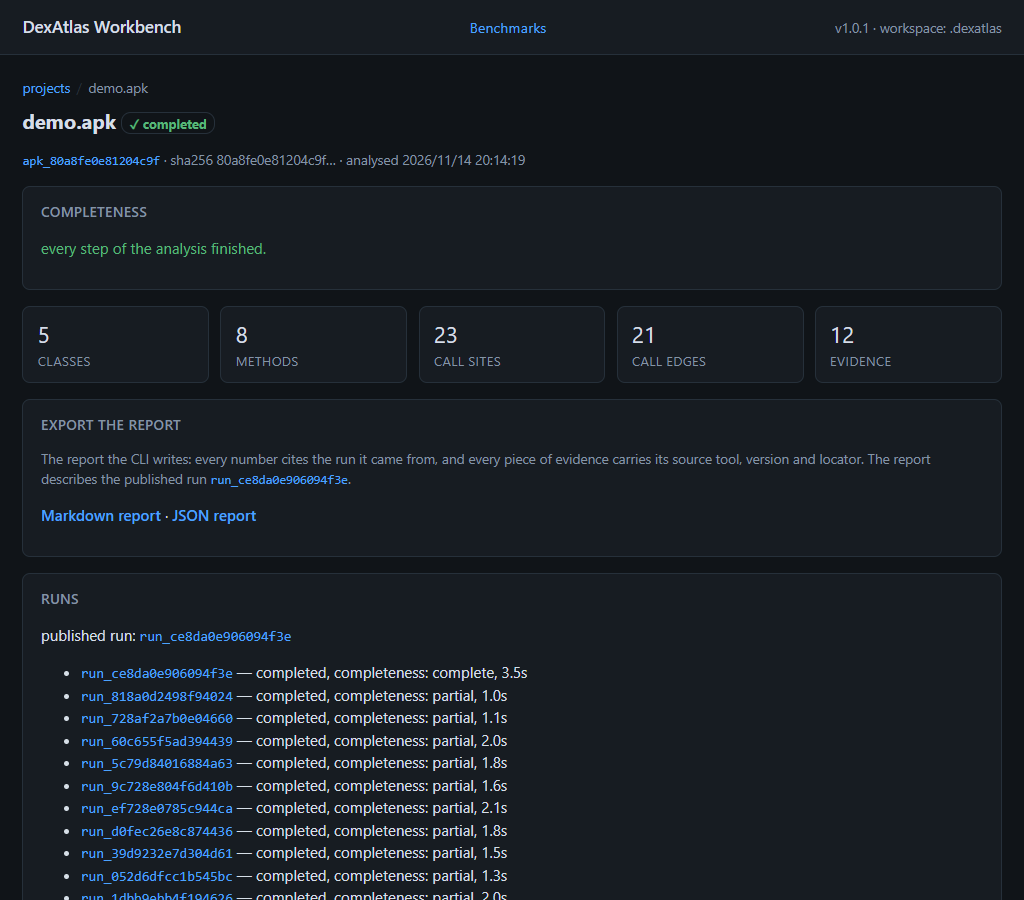 DexAtlas Workbench
Benchmarks
v1.0.1 · workspace: .dexatlas
projects / demo.apk
demo.apk ✓ completed
apk_80a8fe0e81204c9f · sha256 80a8fe0e81204c9f… · analysed 2026/11/14 20:14:19
COMPLETENESS
every step of the analysis finished.
5
CLASSES
8
METHODS
23
CALL SITES
21
CALL EDGES
12
EVIDENCE
EXPORT THE REPORT
The report the CLI writes: every number cites the run it came from, and every piece of evidence carries its source tool, version and locator. The report
describes the published run run_ce8da0e906094f3e.
Markdown report · JSON report
RUNS
published run: run_ce8da0e906094f3e
• run_ce8da0e906094f3e — completed, completeness: complete, 3.5s
• run_818a0d2498f94024 — completed, completeness: partial, 1.0s
• run_728af2a7b0e04660 — completed, completeness: partial, 1.1s
• run_60c655f5ad394439 — completed, completeness: partial, 2.0s
• run_5c79d84016884a63 — completed, completeness: partial, 1.8s
• run_9c728e804f6d410b — completed, completeness: partial, 1.6s
• run_ef728e0785c944ca — completed, completeness: partial, 2.1s
• run_d0fec26e8c874436 — completed, completeness: partial, 1.8s
• run_39d9232e7d304d61 — completed, completeness: partial, 1.5s
• run_052d6dfcc1b545bc — completed, completeness: partial, 1.3s
• run_1dbb9ebb4f194626 — completed, completeness: partial, 2.0s